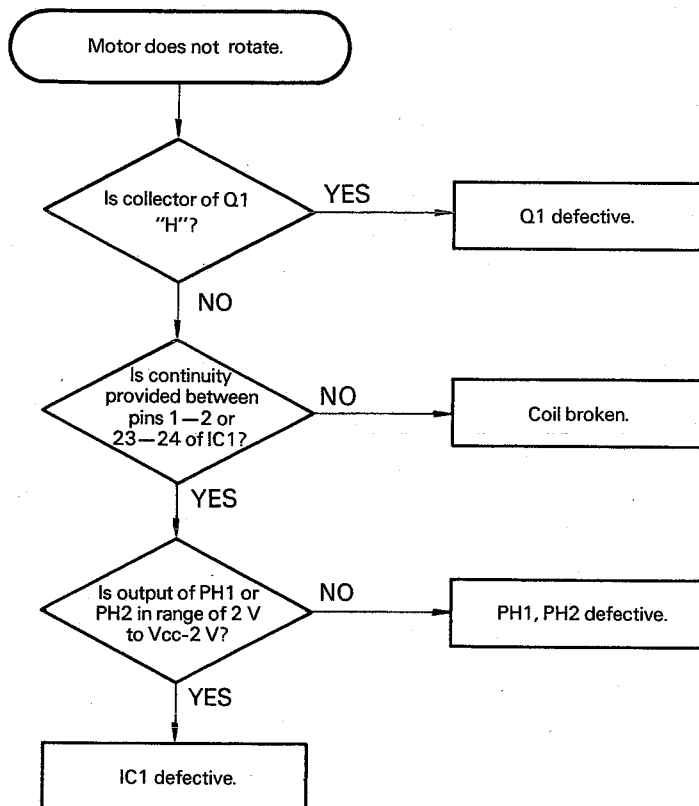 Motor does not rotate.
Is collector of Q1
"H"?
YES
Q1 defective.
NO
Is continuity
provided between
pins 1—2 or
23—24 of IC1?
NO
Coil broken.
YES
Is output of PH1 or
PH2 in range of 2 V
to Vcc-2 V?
NO
PH1, PH2 defective.
YES
IC1 defective.